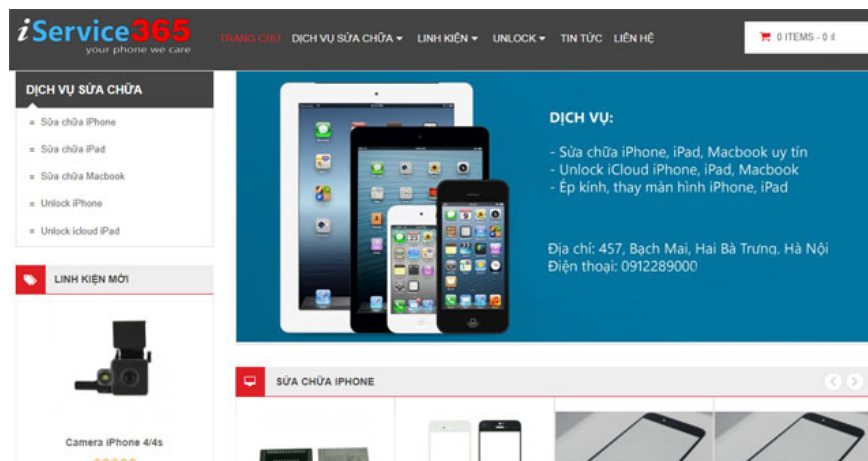 iService365
your phone we care
TRANG CHỦ DỊCH VỤ SỬA CHỮA LINH KIỆN UNLOCK TIN TỨC LIÊN HỆ
0 ITEMS - 0 ₫
DỊCH VỤ SỬA CHỮA
Sửa chữa iPhone
Sửa chữa iPad
Sửa chữa Macbook
Unlock iPhone
Unlock icloud iPad
DỊCH VỤ:
- Sửa chữa iPhone, iPad, Macbook uy tín
- Unlock iCloud iPhone, iPad, Macbook
- Ép kính, thay màn hình iPhone, iPad
Địa chỉ: 457, Bạch Mai, Hai Bà Trưng, Hà Nội
Điện thoại: 0912289000
LINH KIỆN MỚI
Camera iPhone 4/4s
SỬA CHỮA IPHONE